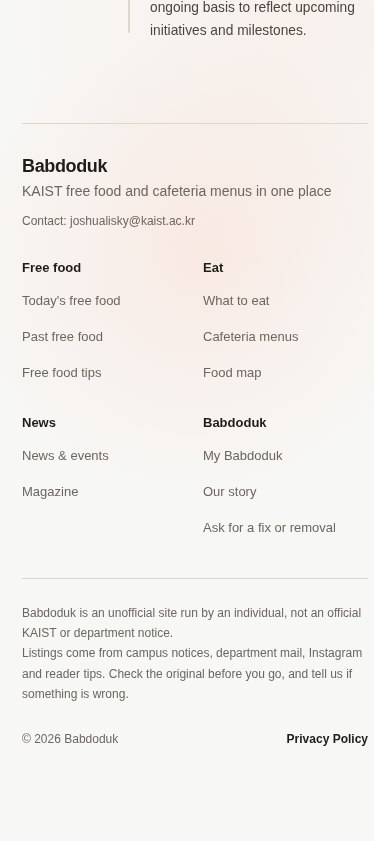 ongoing basis to reflect upcoming
initiatives and milestones.
Babdoduk
KAIST free food and cafeteria menus in one place
Contact: joshualisky@kaist.ac.kr
Free food
Today's free food
Past free food
Free food tips
Eat
What to eat
Cafeteria menus
Food map
News
News & events
Magazine
Babdoduk
My Babdoduk
Our story
Ask for a fix or removal
Babdoduk is an unofficial site run by an individual, not an official
KAIST or department notice.
Listings come from campus notices, department mail, Instagram
and reader tips. Check the original before you go, and tell us if
something is wrong.
© 2026 Babdoduk
Privacy Policy